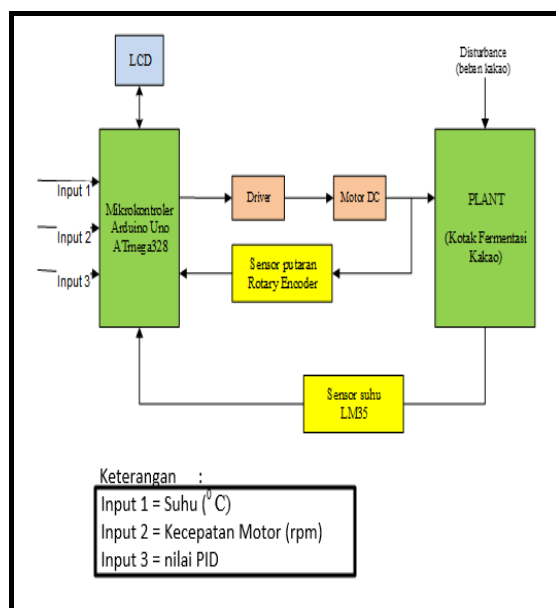 LCD
Disturbance
(beban kakao)
Input 1
Input 2
Input 3
Mikrokontroler
Arduino Uno
ATmega328
Driver
Motor DC
PLANT
(Kotak Fermentasi
Kakao)
Sensor putaran
Rotary Encoder
Sensor suhu
LM35
Keterangan :
Input 1 = Suhu (⁰ C)
Input 2 = Kecepatan Motor (rpm)
Input 3 = nilai PID